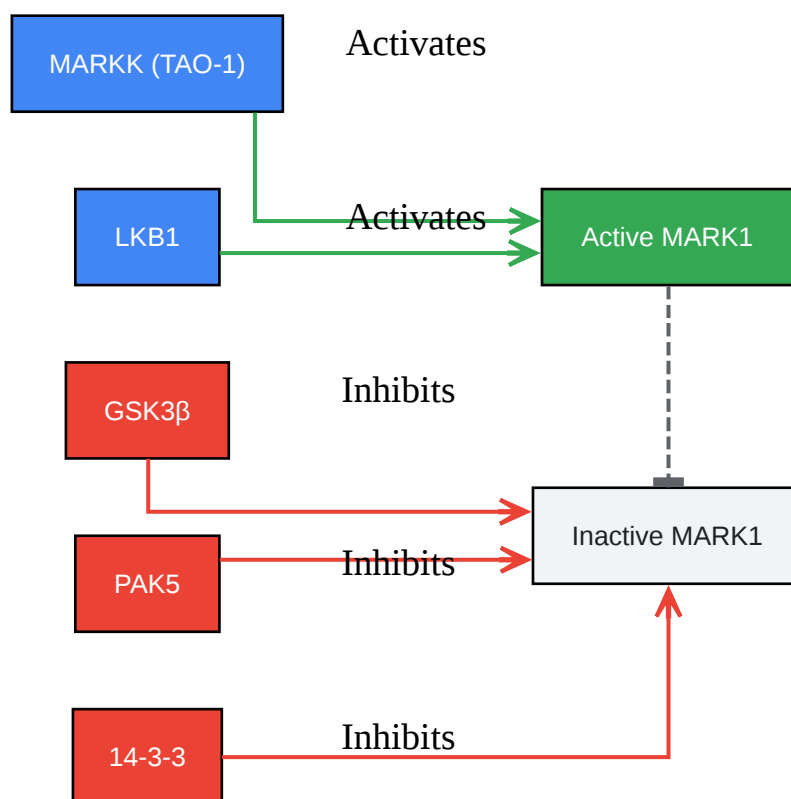 MARKK (TAO-1)
Activates
LKB1
Activates
Active MARK1
GSK3β
Inhibits
Inactive MARK1
PAK5
Inhibits
14-3-3
Inhibits